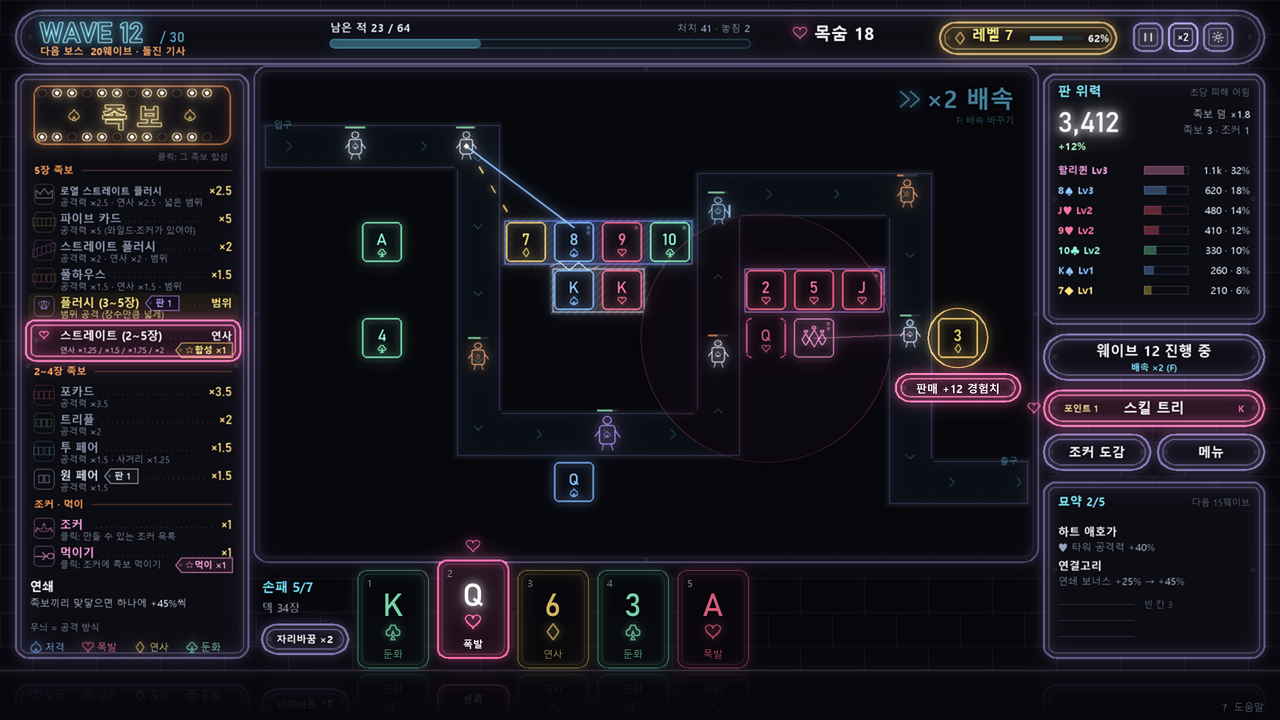 WAVE 12 / 30
다음 보스 20웨이브 · 돌진 기사
남은 적 23 / 64
처치 41 · 놓침 2
목숨 18
레벨 7
62%
×2
족보
클릭: 그 족보 합성
5장 족보
로열 스트레이트 플러시 ×2.5
공격력 ×2.5 · 연사 ×2.5 · 넓은 범위
파이브 카드 ×5
공격력 ×5 (와일드·조커가 있어야)
스트레이트 플러시 ×2
공격력 ×2 · 연사 ×2 · 범위
풀하우스 ×1.5
공격력 ×1.5 · 연사 ×1.5 · 범위
플러시 (3~5장) 판 1 범위
범위 공격 (장수만큼 넓게)
스트레이트 (2~5장) 연사
연사 ×1.25 / ×1.5 / ×1.75 / ×2 ☆합성 ×1
2~4장 족보
포카드 ×3.5
공격력 ×3.5
트리플 ×2
공격력 ×2
투 페어 ×1.5
공격력 ×1.5 · 사거리 ×1.25
원 페어 판 1 ×1.5
공격력 ×1.5
조커 · 먹이
조커 ×1
클릭: 만들 수 있는 조커 목록
먹이기 ×1
클릭: 조커에 족보 먹이기 ☆먹이 ×1
연쇄
족보끼리 맞닿으면 하나에 +45%씩
무늬 = 공격 방식
저격 폭발 연사 둔화
입구
×2 배속
F: 배속 바꾸기
A
7 8 9 10
K K
2 5 J
4
Q
3
판매 +12 경험치
Q
출구
손패 5/7
덱 34장
자리바꿈 ×2
1 K 둔화
2 Q 폭발
3 6 연사
4 3 둔화
5 A 폭발
판 위력
초당 피해 어림
3,412
+12%
족보 덤 ×1.8
족보 3 · 조커 1
할리퀸 Lv3 1.1k · 32%
8♠ Lv3 620 · 18%
J♥ Lv2 480 · 14%
9♥ Lv2 410 · 12%
10♣ Lv2 330 · 10%
K♠ Lv1 260 · 8%
7◆ Lv1 210 · 6%
웨이브 12 진행 중
배속 ×2 (F)
포인트 1 스킬 트리 K
조커 도감
메뉴
묘약 2/5
다음 15웨이브
하트 애호가
♥ 타워 공격력 +40%
연결고리
연쇄 보너스 +25% → +45%
빈 칸 3
? 도움말